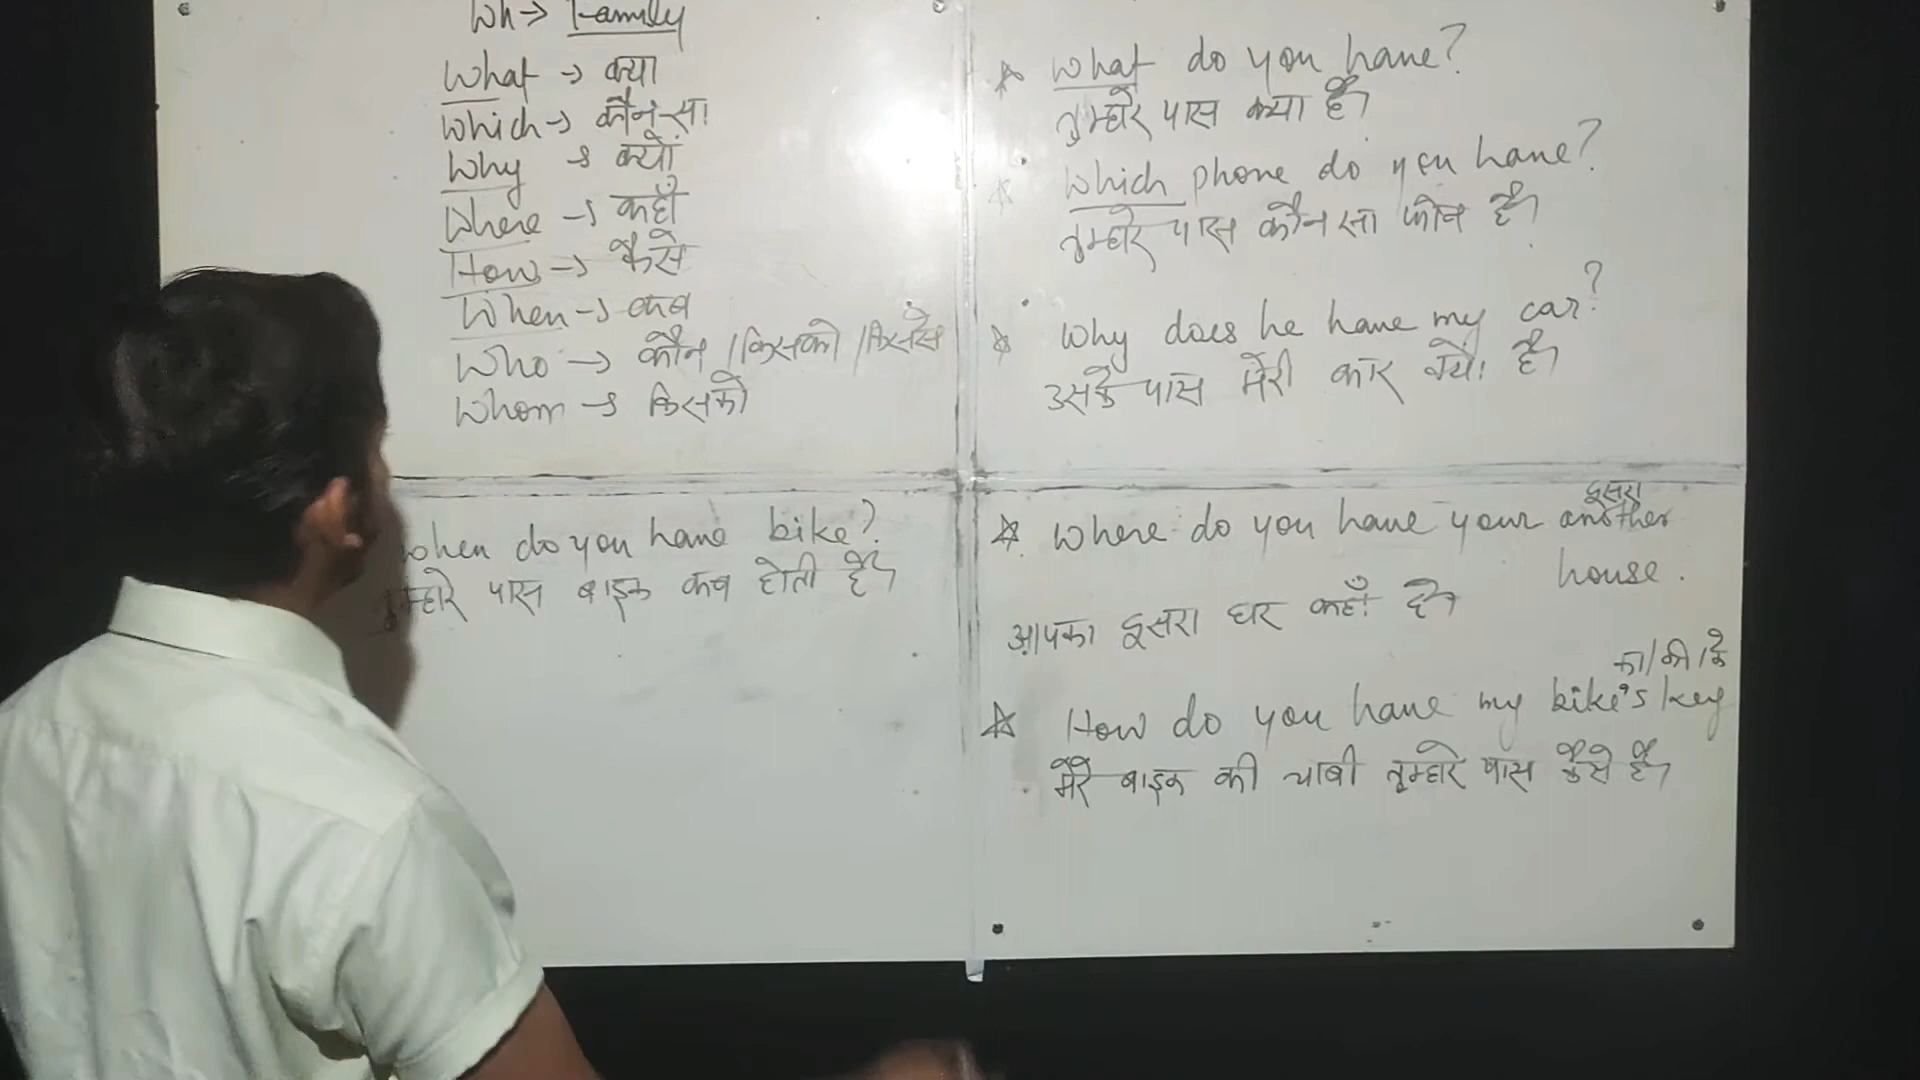 Wh -> Family
What -> क्या
Which -> कौन-सा
Why -> क्यों
Where -> कहाँ
How -> कैसे
When -> कब
Who -> कौन / किसको / किससे
Whom -> किसको
What do you have?
तुम्हारे पास क्या है?
Which phone do you have?
तुम्हारे पास कौन सा फोन है?
Why does he have my car?
उसके पास मेरी कार क्यों है?
when do you have bike?
तुम्हारे पास बाइक कब होती है?
दूसरा
Where do you have your another
house.
आपका दूसरा घर कहाँ है?
का/की/के
How do you have my bike's key
मेरे बाइक की चाबी तुम्हारे पास कैसे है?